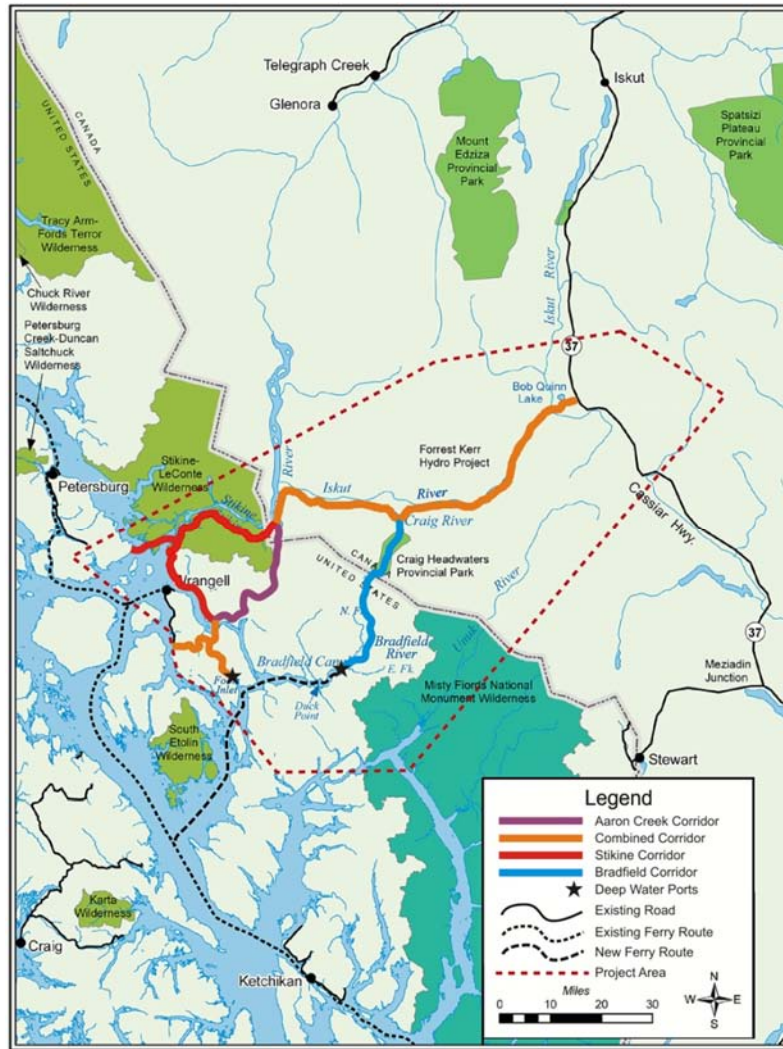 Telegraph Creek
Glenora
Iskut
CANADA
UNITED STATES
Mount
Edziza
Provincial
Park
Spatsizi
Plateau
Provincial
Park
Tracy Arm-
Fords Terror
Wilderness
Chuck River
Wilderness
Petersburg
Creek-Duncan
Saltchuck
Wilderness
Iskut River
37
Bob Quinn
Lake
Stikine-
LeConte
Wilderness
Petersburg
Stikine
River
Iskut
River
Forrest Kerr
Hydro Project
Craig River
Cassiar Hwy.
Craig Headwaters
Provincial Park
CANADA
UNITED STATES
Wrangell
N. F.
Unuk River
Bradfield
River
E. Fk.
Bradfield
Inlet
Duck
Point
37
Meziadin
Junction
Misty Fiords National
Monument Wilderness
South
Etolin
Wilderness
Stewart
Karta
Wilderness
Craig
Ketchikan
Legend
Aaron Creek Corridor
Combined Corridor
Stikine Corridor
Bradfield Corridor
Deep Water Ports
Existing Road
Existing Ferry Route
New Ferry Route
Project Area
Miles
0 10 20 30
N
W E
S